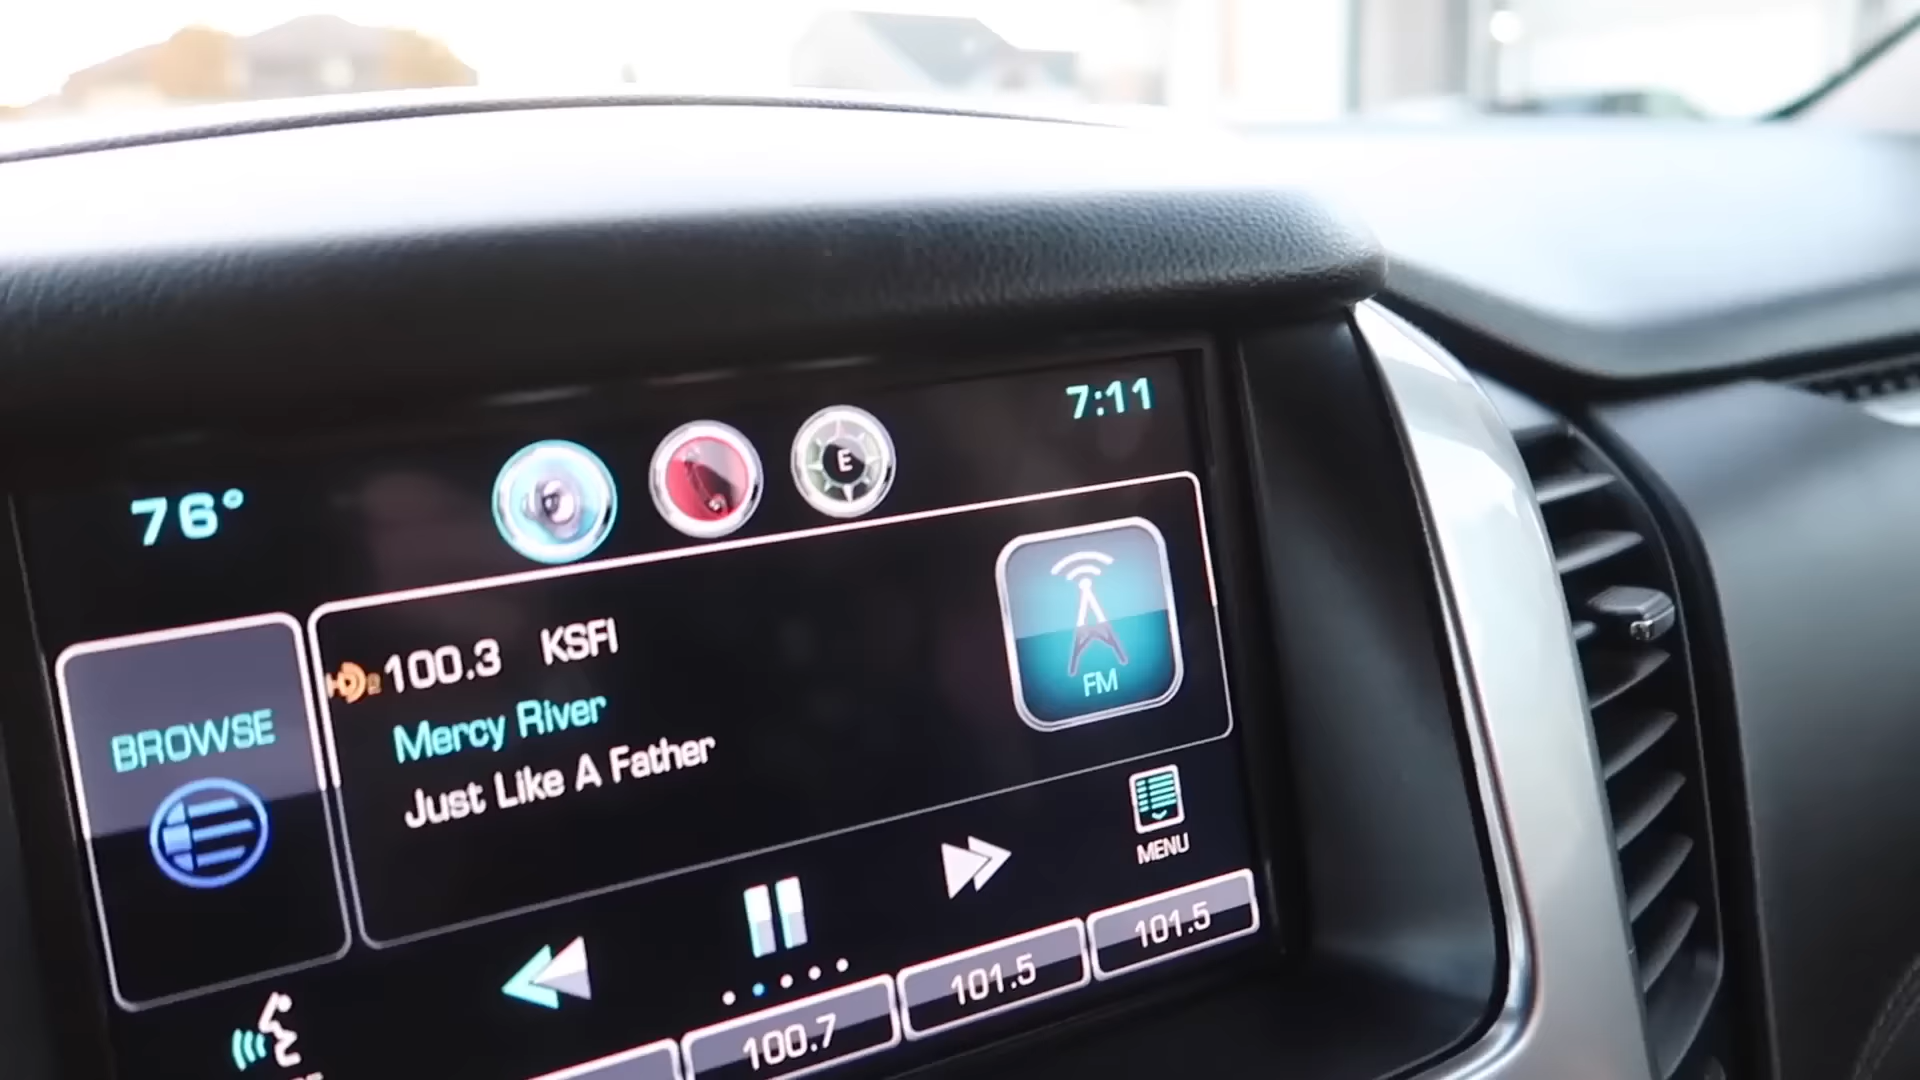 7:11
76°
E
100.3 KSFI
Mercy River
Just Like A Father
FM
BROWSE
MENU
100.7
101.5
101.5